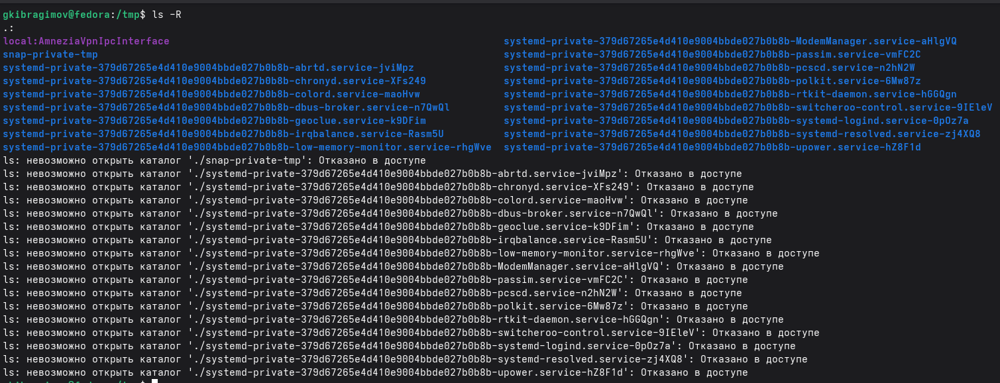 gkibragimov@fedora:/tmp$ ls -R
.:
local:AmneziaVpnIpcInterface systemd-private-379d67265e4d410e9004bbde027b0b8b-ModemManager.service-aHlgVQ
snap-private-tmp systemd-private-379d67265e4d410e9004bbde027b0b8b-passim.service-vmFC2C
systemd-private-379d67265e4d410e9004bbde027b0b8b-abrtd.service-jviMpz systemd-private-379d67265e4d410e9004bbde027b0b8b-pcscd.service-n2hN2W
systemd-private-379d67265e4d410e9004bbde027b0b8b-chronyd.service-XFs249 systemd-private-379d67265e4d410e9004bbde027b0b8b-polkit.service-6Mw87z
systemd-private-379d67265e4d410e9004bbde027b0b8b-colord.service-maoHvw systemd-private-379d67265e4d410e9004bbde027b0b8b-rtkit-daemon.service-hGGQgn
systemd-private-379d67265e4d410e9004bbde027b0b8b-dbus-broker.service-n7QwQl systemd-private-379d67265e4d410e9004bbde027b0b8b-switcheroo-control.service-9IEleV
systemd-private-379d67265e4d410e9004bbde027b0b8b-geoclue.service-k9DFim systemd-private-379d67265e4d410e9004bbde027b0b8b-systemd-logind.service-0pOz7a
systemd-private-379d67265e4d410e9004bbde027b0b8b-irqbalance.service-Rasm5U systemd-private-379d67265e4d410e9004bbde027b0b8b-systemd-resolved.service-zj4XQ8
systemd-private-379d67265e4d410e9004bbde027b0b8b-low-memory-monitor.service-rhgWve systemd-private-379d67265e4d410e9004bbde027b0b8b-upower.service-hZ8F1d
ls: невозможно открыть каталог './snap-private-tmp': Отказано в доступе
ls: невозможно открыть каталог './systemd-private-379d67265e4d410e9004bbde027b0b8b-abrtd.service-jviMpz': Отказано в доступе
ls: невозможно открыть каталог './systemd-private-379d67265e4d410e9004bbde027b0b8b-chronyd.service-XFs249': Отказано в доступе
ls: невозможно открыть каталог './systemd-private-379d67265e4d410e9004bbde027b0b8b-colord.service-maoHvw': Отказано в доступе
ls: невозможно открыть каталог './systemd-private-379d67265e4d410e9004bbde027b0b8b-dbus-broker.service-n7QwQl': Отказано в доступе
ls: невозможно открыть каталог './systemd-private-379d67265e4d410e9004bbde027b0b8b-geoclue.service-k9DFim': Отказано в доступе
ls: невозможно открыть каталог './systemd-private-379d67265e4d410e9004bbde027b0b8b-irqbalance.service-Rasm5U': Отказано в доступе
ls: невозможно открыть каталог './systemd-private-379d67265e4d410e9004bbde027b0b8b-low-memory-monitor.service-rhgWve': Отказано в доступе
ls: невозможно открыть каталог './systemd-private-379d67265e4d410e9004bbde027b0b8b-ModemManager.service-aHlgVQ': Отказано в доступе
ls: невозможно открыть каталог './systemd-private-379d67265e4d410e9004bbde027b0b8b-passim.service-vmFC2C': Отказано в доступе
ls: невозможно открыть каталог './systemd-private-379d67265e4d410e9004bbde027b0b8b-pcscd.service-n2hN2W': Отказано в доступе
ls: невозможно открыть каталог './systemd-private-379d67265e4d410e9004bbde027b0b8b-polkit.service-6Mw87z': Отказано в доступе
ls: невозможно открыть каталог './systemd-private-379d67265e4d410e9004bbde027b0b8b-rtkit-daemon.service-hGGQgn': Отказано в доступе
ls: невозможно открыть каталог './systemd-private-379d67265e4d410e9004bbde027b0b8b-switcheroo-control.service-9IEleV': Отказано в доступе
ls: невозможно открыть каталог './systemd-private-379d67265e4d410e9004bbde027b0b8b-systemd-logind.service-0pOz7a': Отказано в доступе
ls: невозможно открыть каталог './systemd-private-379d67265e4d410e9004bbde027b0b8b-systemd-resolved.service-zj4XQ8': Отказано в доступе
ls: невозможно открыть каталог './systemd-private-379d67265e4d410e9004bbde027b0b8b-upower.service-hZ8F1d': Отказано в доступе